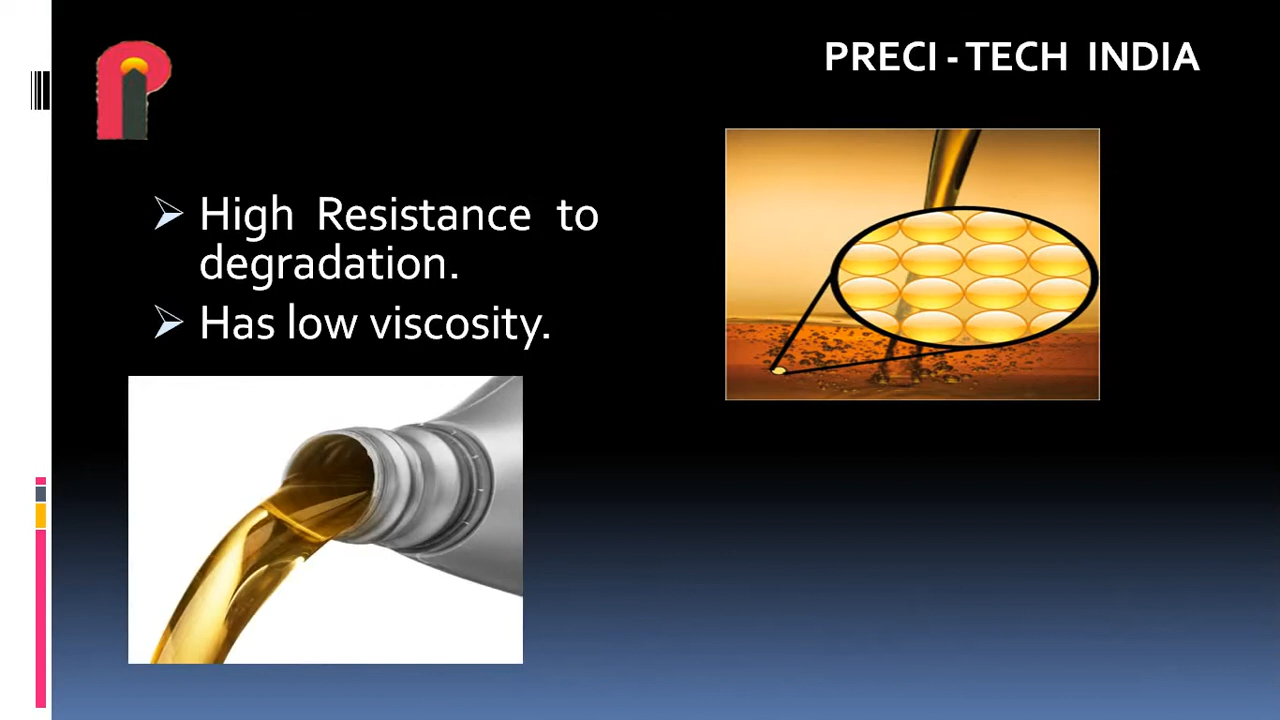 PRECI - TECH INDIA
High Resistance to
degradation.
Has low viscosity.